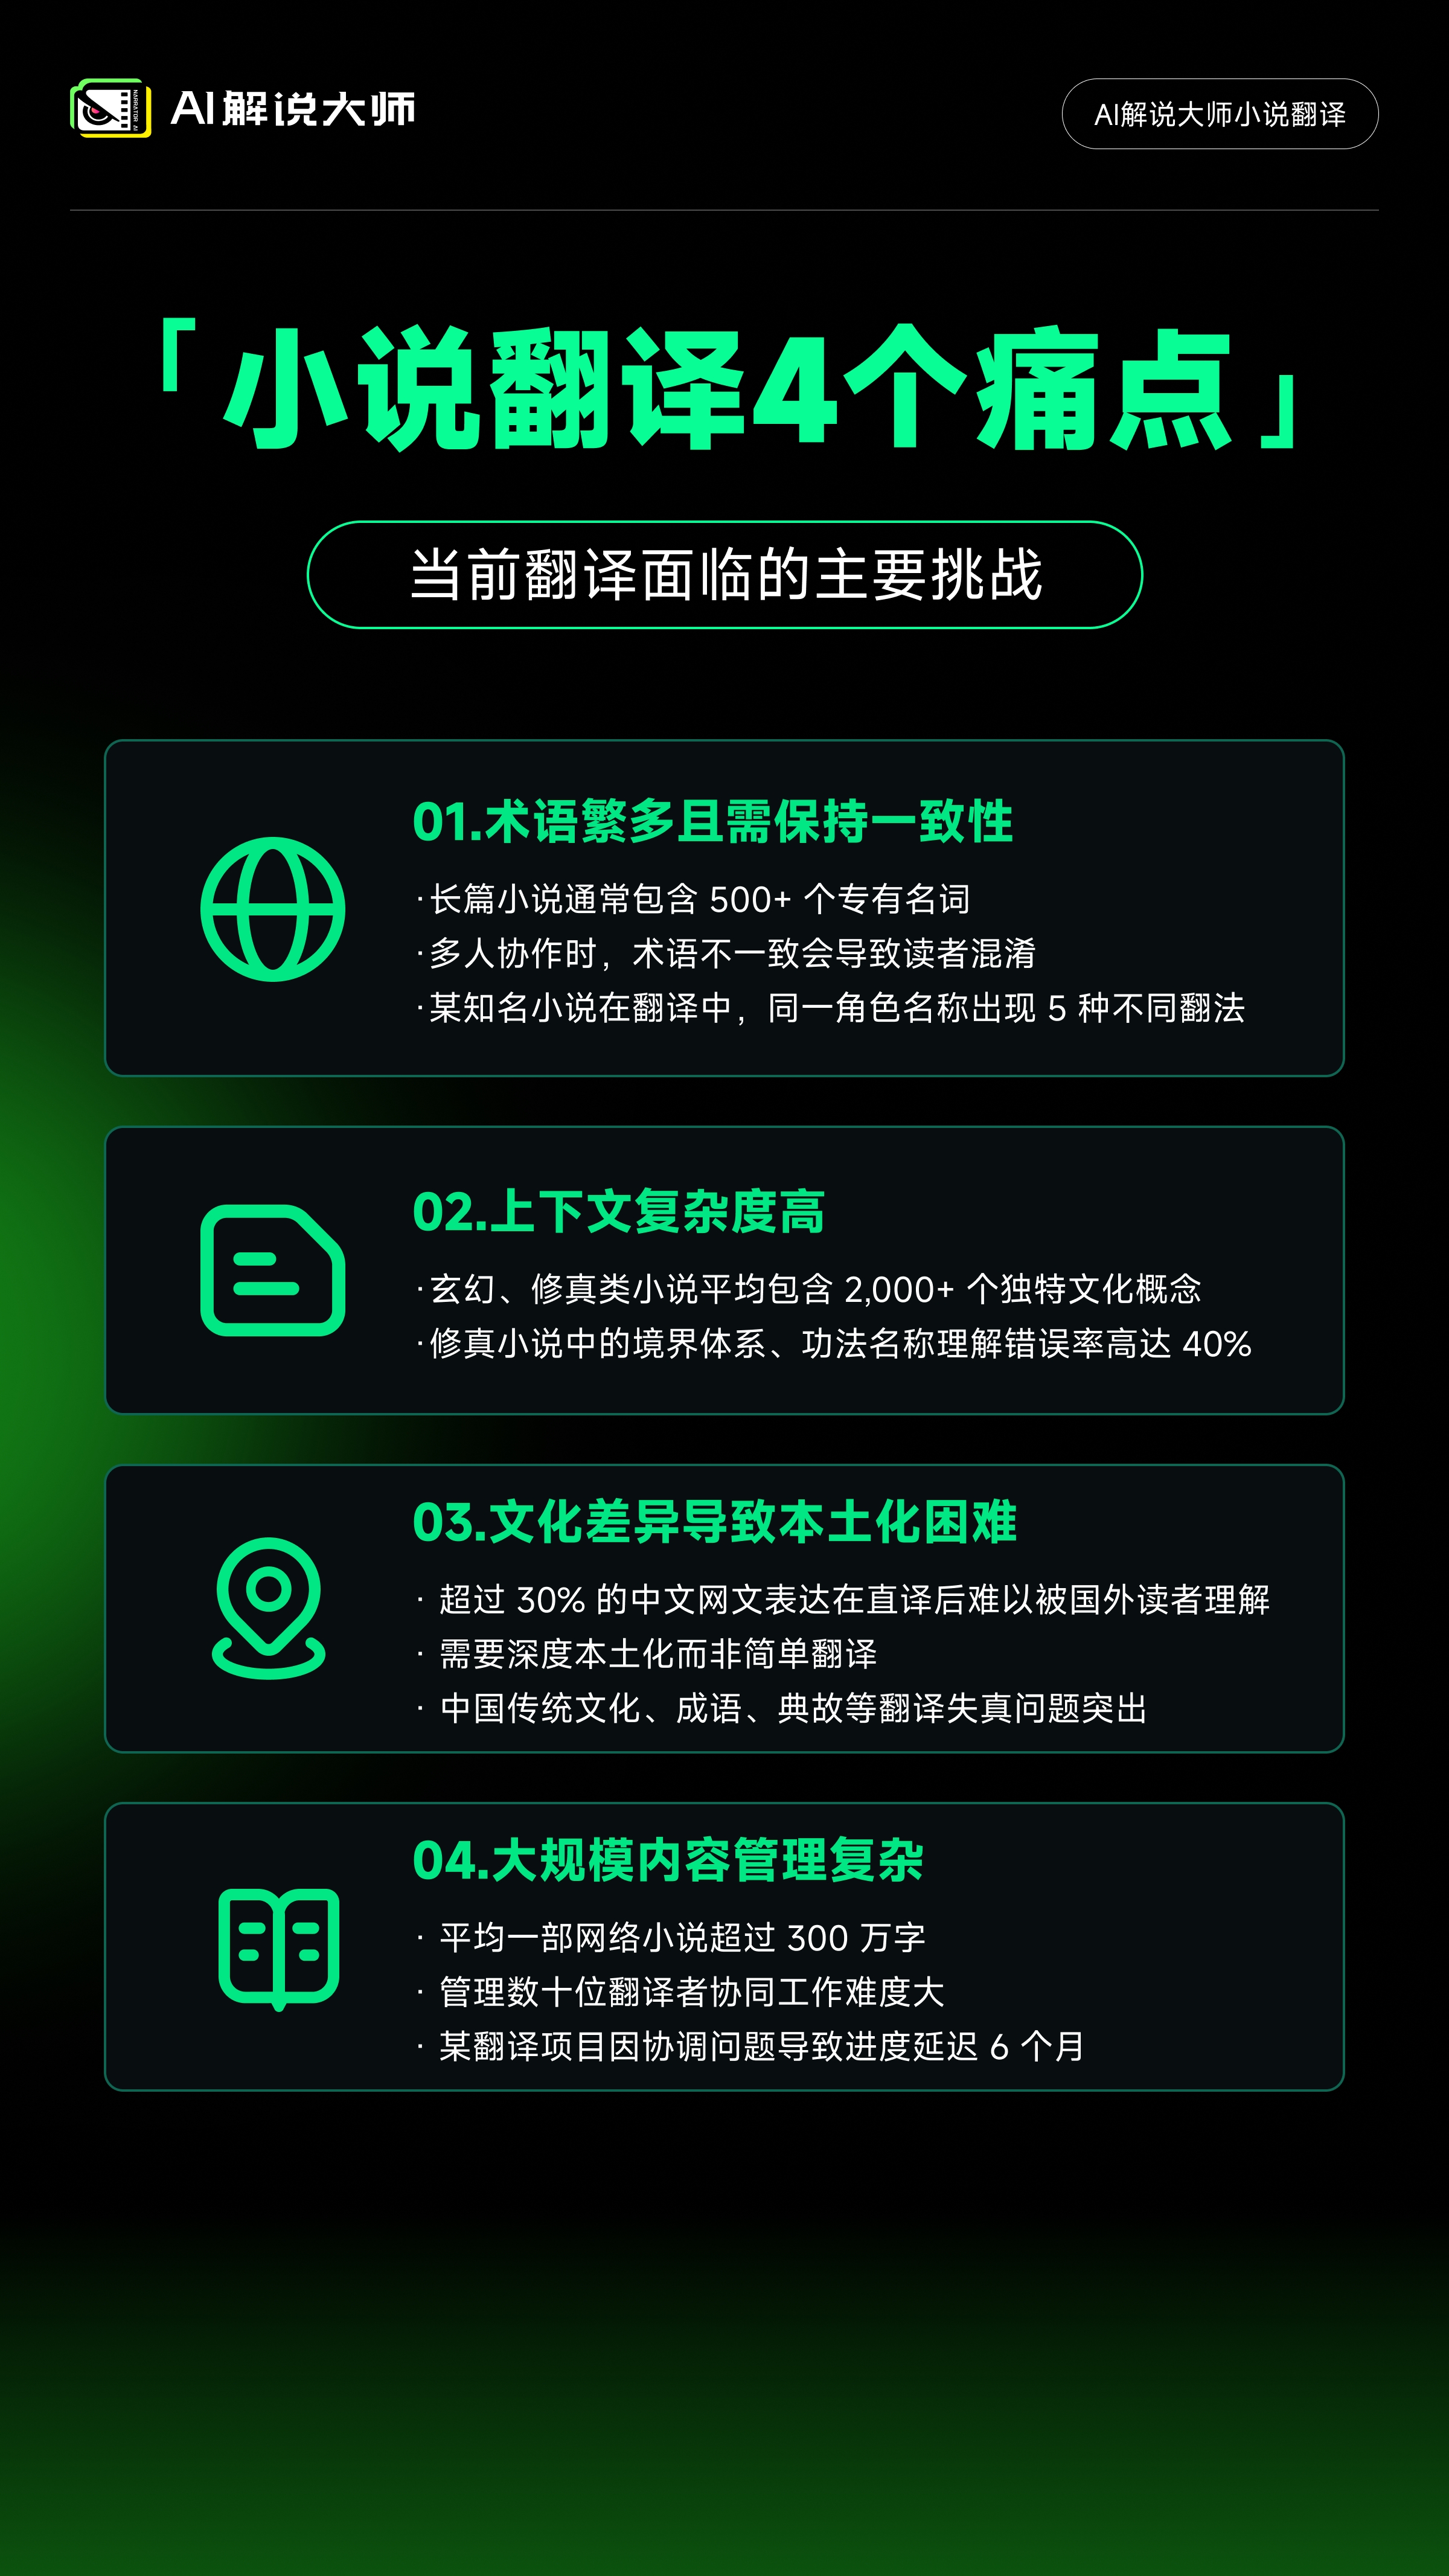 NARRATOR AI
AI解说大师
AI解说大师小说翻译
「小说翻译4个痛点」
当前翻译面临的主要挑战
01.术语繁多且需保持一致性
·长篇小说通常包含 500+ 个专有名词
·多人协作时，术语不一致会导致读者混淆
·某知名小说在翻译中，同一角色名称出现 5 种不同翻法
02.上下文复杂度高
·玄幻、修真类小说平均包含 2,000+ 个独特文化概念
·修真小说中的境界体系、功法名称理解错误率高达 40%
03.文化差异导致本土化困难
· 超过 30% 的中文网文表达在直译后难以被国外读者理解
· 需要深度本土化而非简单翻译
· 中国传统文化、成语、典故等翻译失真问题突出
04.大规模内容管理复杂
· 平均一部网络小说超过 300 万字
· 管理数十位翻译者协同工作难度大
· 某翻译项目因协调问题导致进度延迟 6 个月